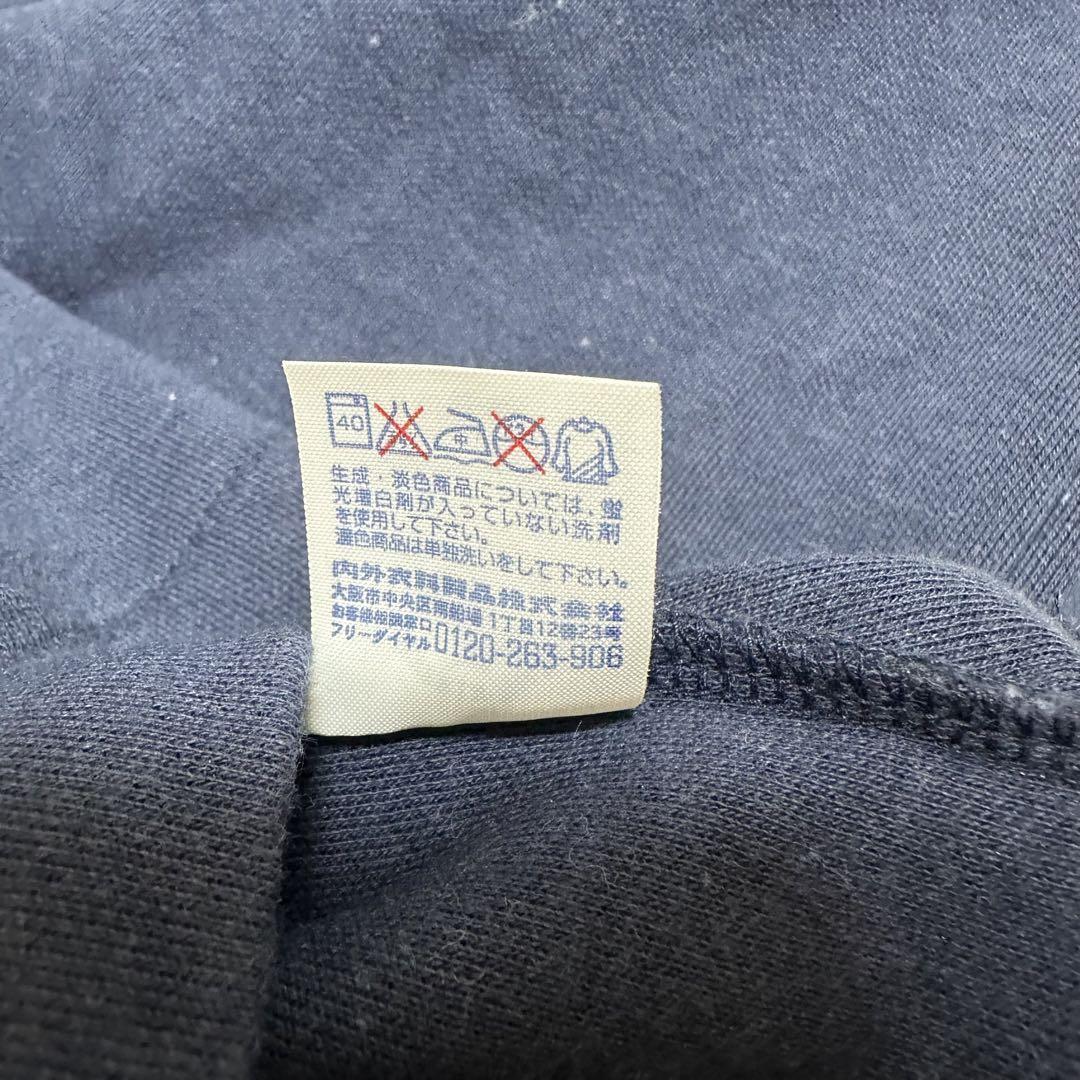 40 中
生成・淡色商品については、蛍
光増白剤が入っていない洗剤
を使用して下さい。
濃色商品は単独洗いをして下さい。
内外衣料製品株式会社
大阪市中央区南船場1丁目12番23号
お客様相談窓口
フリーダイヤル0120-263-906